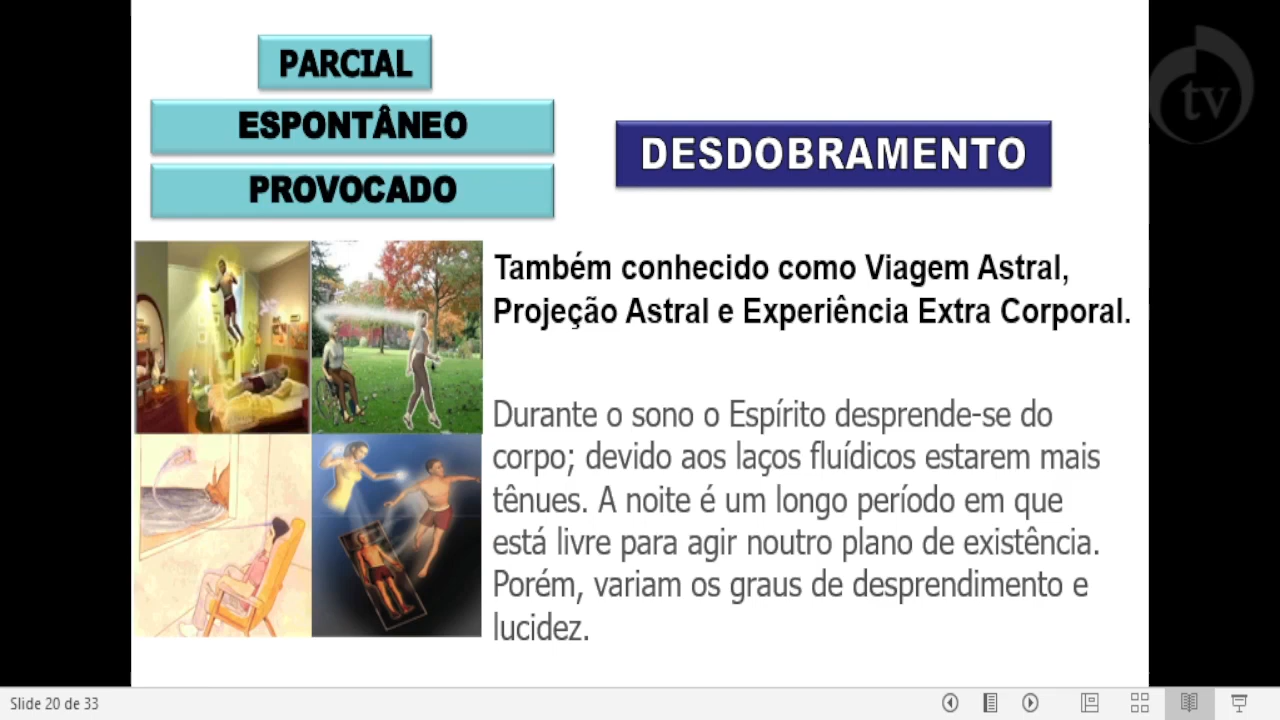 PARCIAL
ESPONTÂNEO
PROVOCADO
DESDOBRAMENTO
tv
Também conhecido como Viagem Astral,
Projeção Astral e Experiência Extra Corporal.
Durante o sono o Espírito desprende-se do
corpo; devido aos laços fluídicos estarem mais
tênues. A noite é um longo período em que
está livre para agir noutro plano de existência.
Porém, variam os graus de desprendimento e
lucidez.
Slide 20 de 33